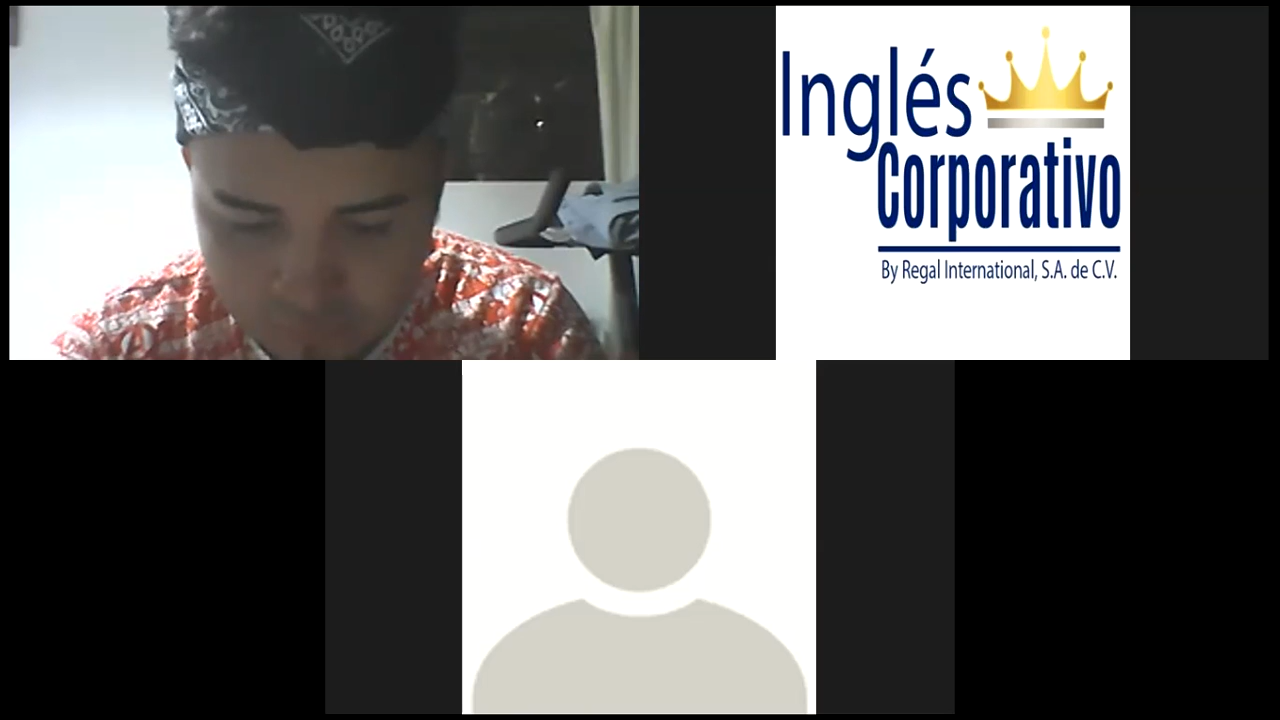 Inglés
Corporativo
By Regal International, S.A. de C.V.